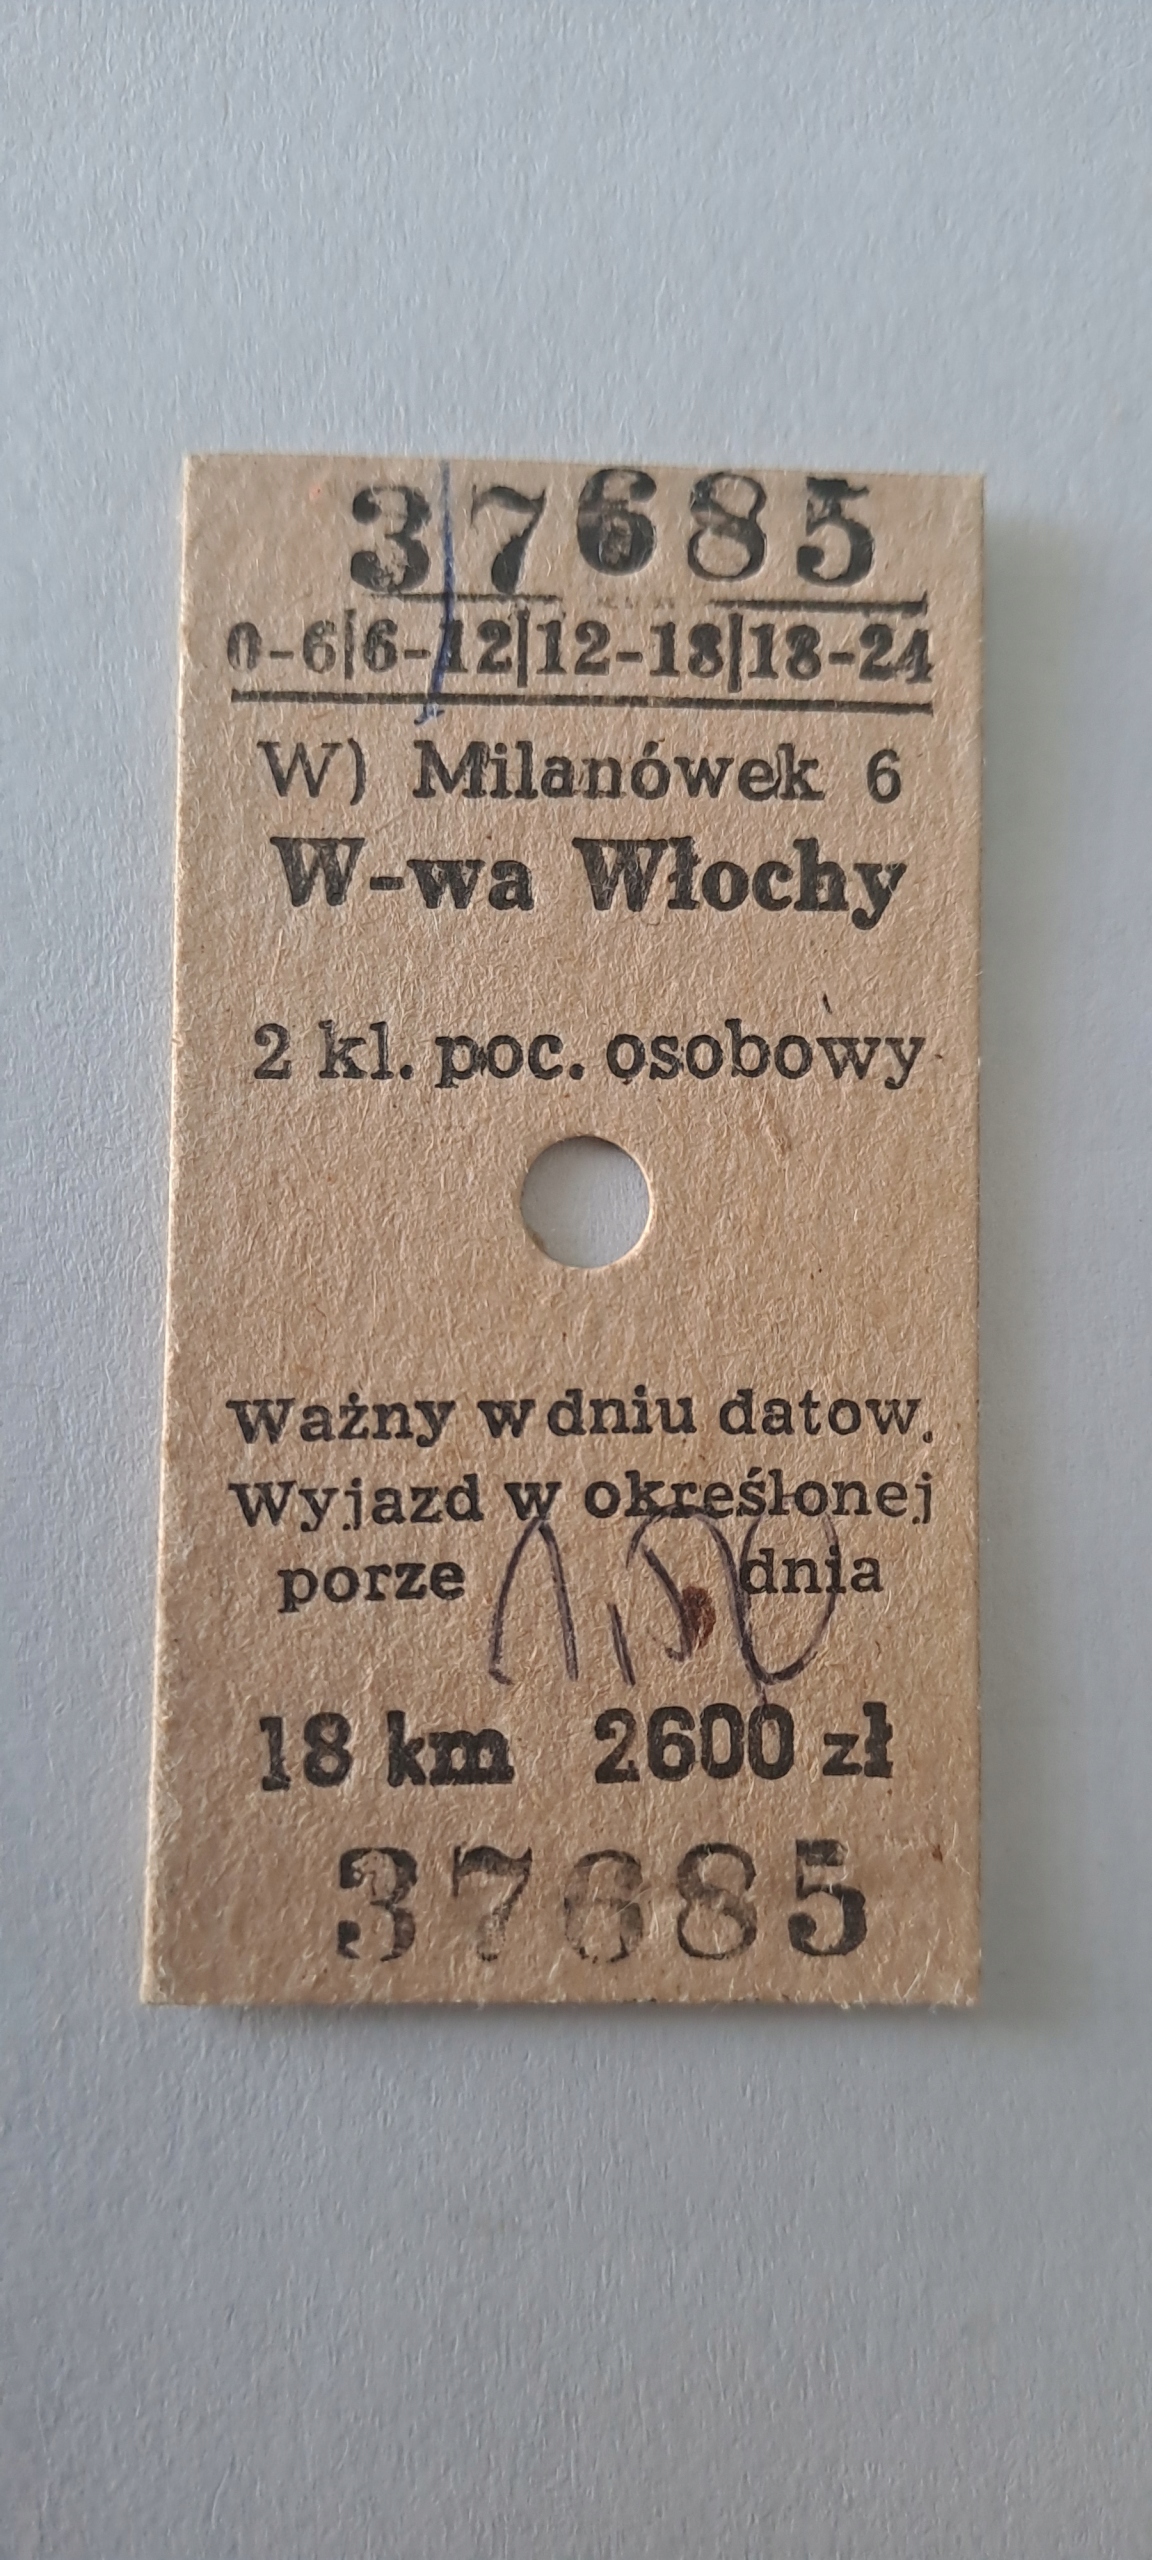 37685
0-6|6-12|12-18|18-24
W) Milanówek 6
W-wa Włochy
2 kl. poc. osobowy
Ważny w dniu datow.
Wyjazd w określonej
porze dnia
18 km 2600 zł
37685